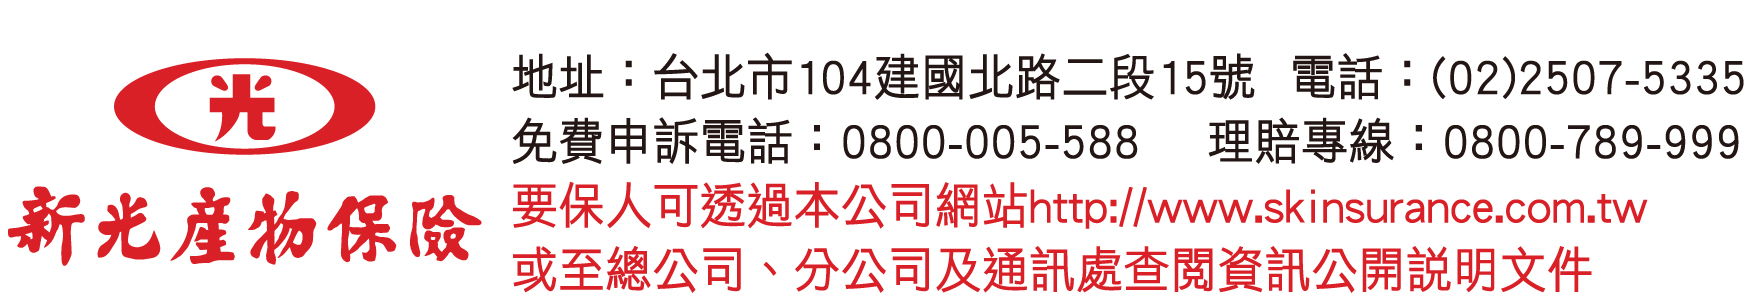 光
新光產物保險
地址：台北市104建國北路二段15號 電話：(02)2507-5335
免費申訴電話：0800-005-588 理賠專線：0800-789-999
要保人可透過本公司網站http://www.skinsurance.com.tw
或至總公司、分公司及通訊處查閱資訊公開説明文件